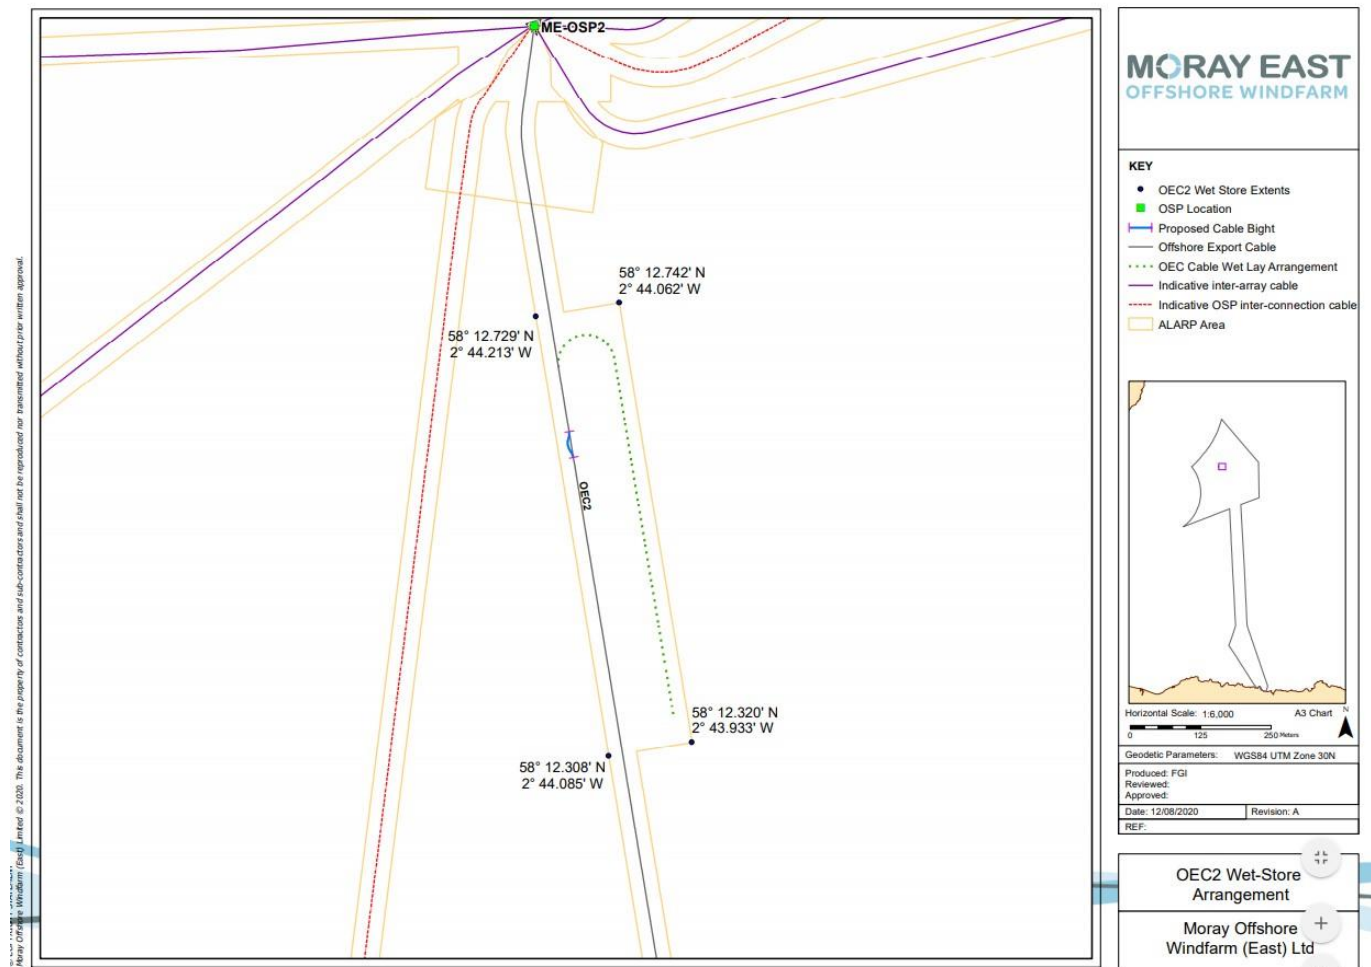 ME-OSP2
58° 12.742' N
2° 44.062' W
58° 12.729' N
2° 44.213' W
OEC2
58° 12.320' N
2° 43.933' W
58° 12.308' N
2° 44.085' W
Moray Offshore Windfarm (East) Limited © 2020. This document is the property of contractors and sub-contractors and shall not be reproduced nor transmitted without prior written approval.
MORAY EAST
OFFSHORE WINDFARM
KEY
OEC2 Wet Store Extents
OSP Location
Proposed Cable Bight
Offshore Export Cable
OEC Cable Wet Lay Arrangement
Indicative inter-array cable
Indicative OSP inter-connection cable
ALARP Area
Horizontal Scale: 1:6,000 A3 Chart N
0 125 250 Meters
Geodetic Parameters: WGS84 UTM Zone 30N
Produced: FGI
Reviewed:
Approved:
Date: 12/08/2020 Revision: A
REF:
OEC2 Wet-Store
Arrangement
Moray Offshore
Windfarm (East) Ltd